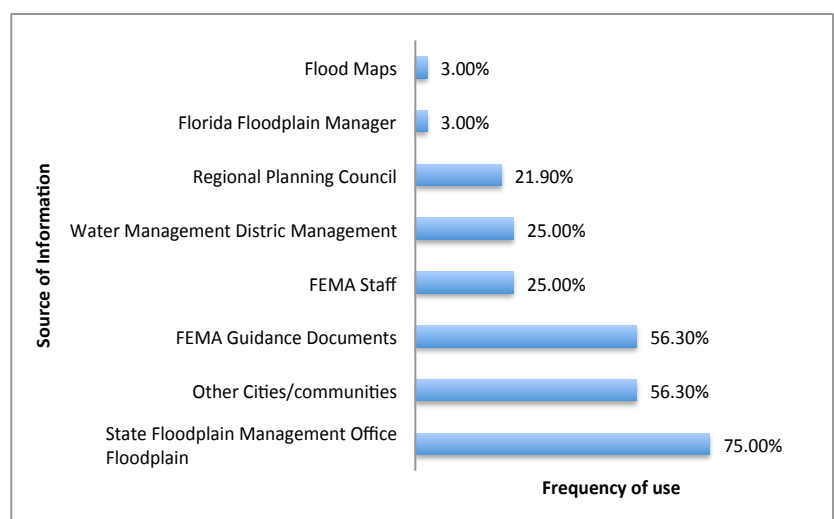 Flood Maps
3.00%
Florida Floodplain Manager
3.00%
Regional Planning Council
21.90%
Water Management Distric Management
25.00%
FEMA Staff
25.00%
FEMA Guidance Documents
56.30%
Other Cities/communities
56.30%
State Floodplain Management Office
Floodplain
75.00%
Source of Information
Frequency of use